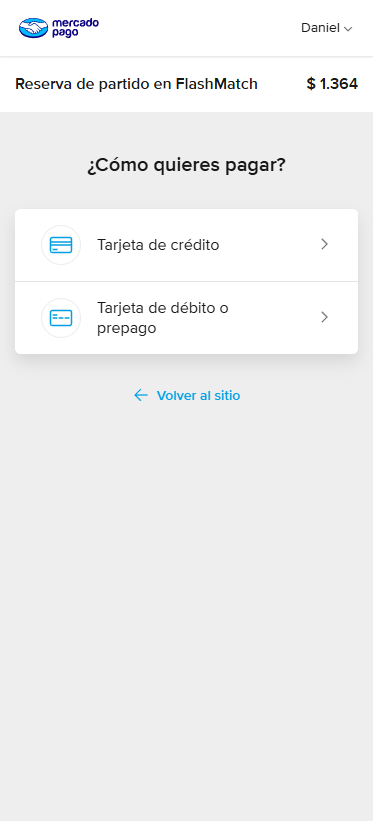 mercado
pago
Daniel
Reserva de partido en FlashMatch
$ 1.364
¿Cómo quieres pagar?
Tarjeta de crédito
Tarjeta de débito o
prepago
Volver al sitio